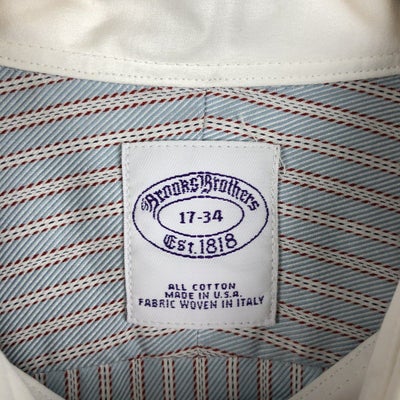 Brooks Brothers
17-34
Est. 1818
ALL COTTON
MADE IN U.S.A.
FABRIC WOVEN IN ITALY